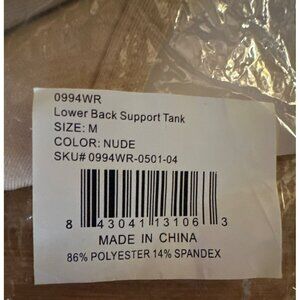 0994WR
Lower Back Support Tank
SIZE: M
COLOR: NUDE
SKU# 0994WR-0501-04
8 43041 13106 3
MADE IN CHINA
86% POLYESTER 14% SPANDEX